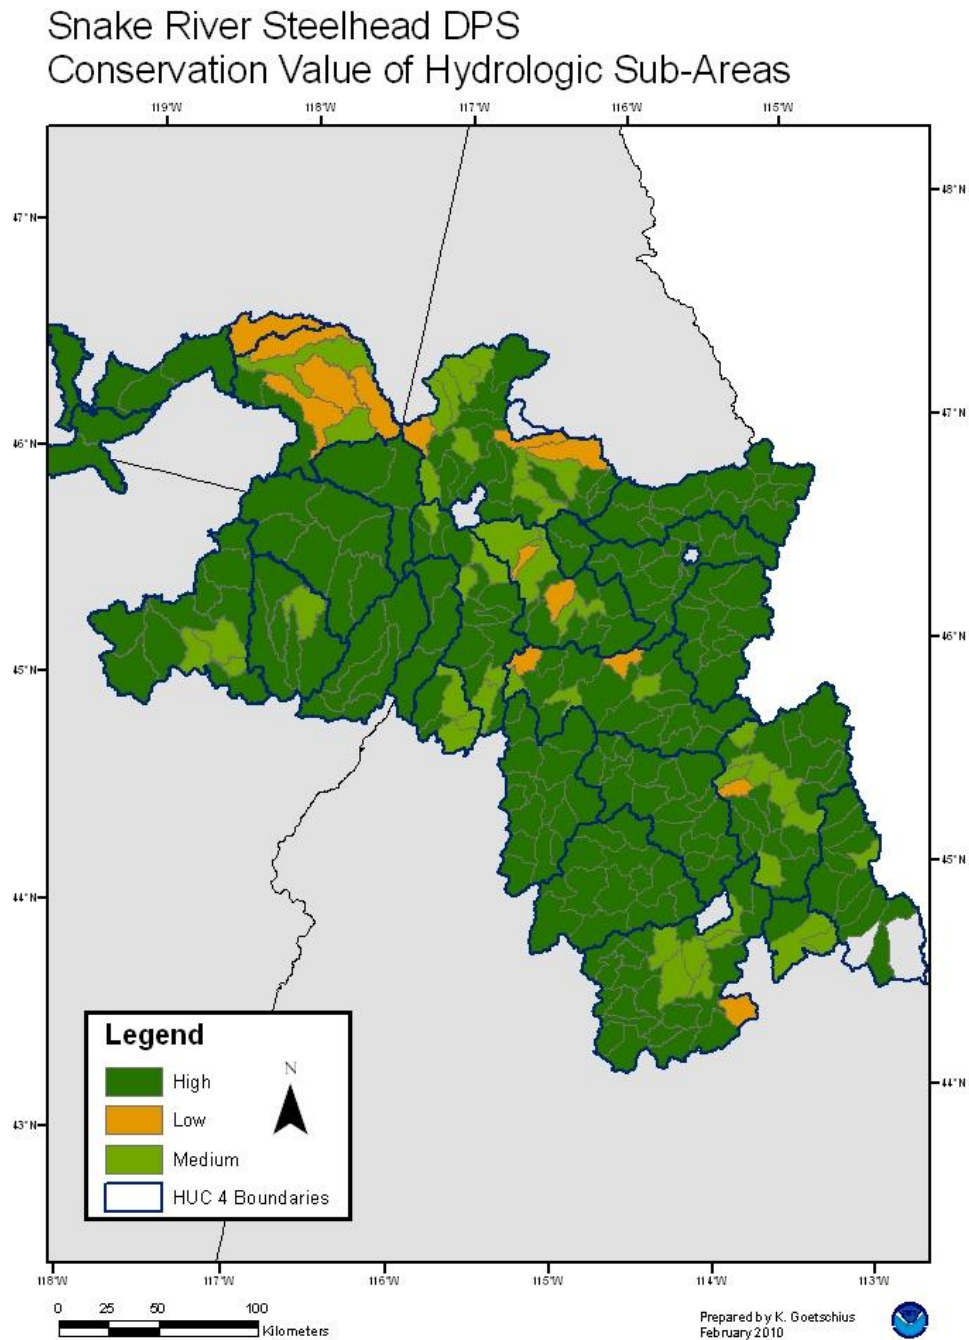 Snake River Steelhead DPS
Conservation Value of Hydrologic Sub-Areas
119°W 118°W 117°W 116°W 115°W
48°N
47°N
47°N
46°N
46°N
45°N
45°N
44°N
44°N
43°N
Legend
High
Low
Medium
HUC 4 Boundaries
N
118°W 117°W 116°W 115°W 114°W 113°W
0 25 50 100
Kilometers
Prepared by K. Goetschius
February 2010